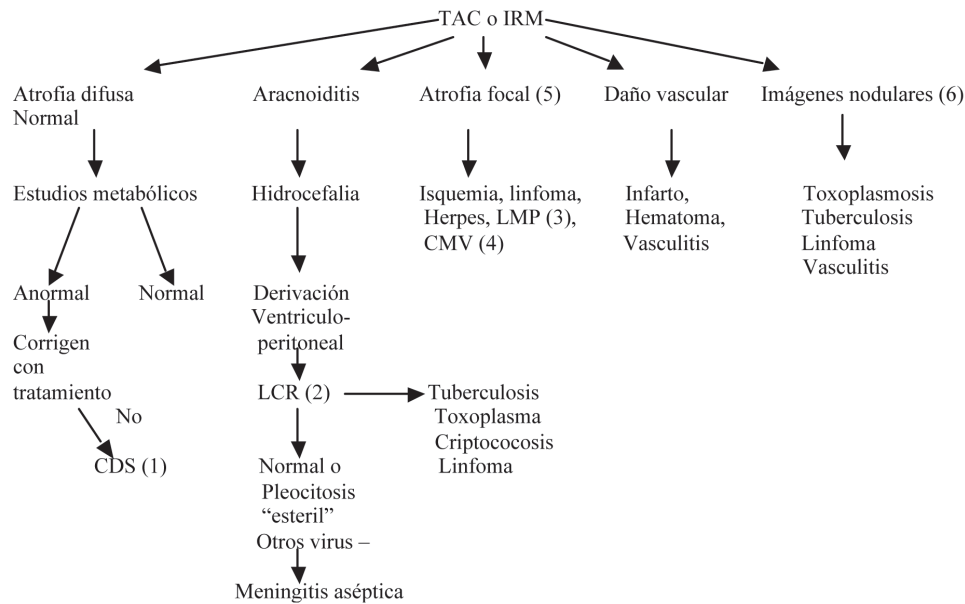 TAC o IRM
Atrofia difusa
Normal
Aracnoiditis
Atrofia focal (5)
Daño vascular
Imágenes nodulares (6)
Estudios metabólicos
Hidrocefalia
Isquemia, linfoma,
Herpes, LMP (3),
CMV (4)
Infarto,
Hematoma,
Vasculitis
Toxoplasmosis
Tuberculosis
Linfoma
Vasculitis
Anormal
Normal
Derivación
Ventriculo-
peritoneal
Corrigen
con
tratamiento
No
CDS (1)
LCR (2)
Tuberculosis
Toxoplasma
Criptococosis
Linfoma
Normal o
Pleocitosis
“esteril”
Otros virus –
Meningitis aséptica